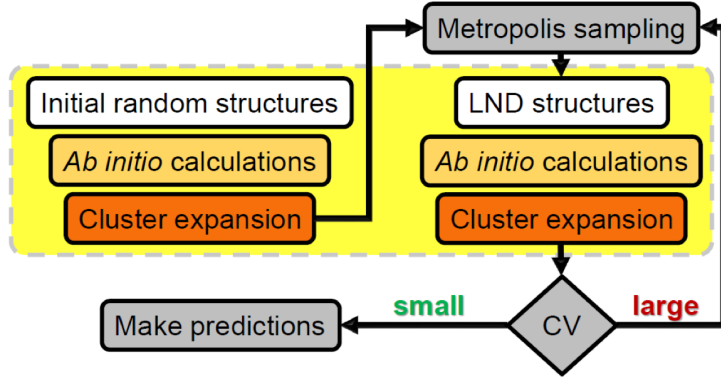 Metropolis sampling
Initial random structures
Ab initio calculations
Cluster expansion
LND structures
Ab initio calculations
Cluster expansion
Make predictions
small
CV
large